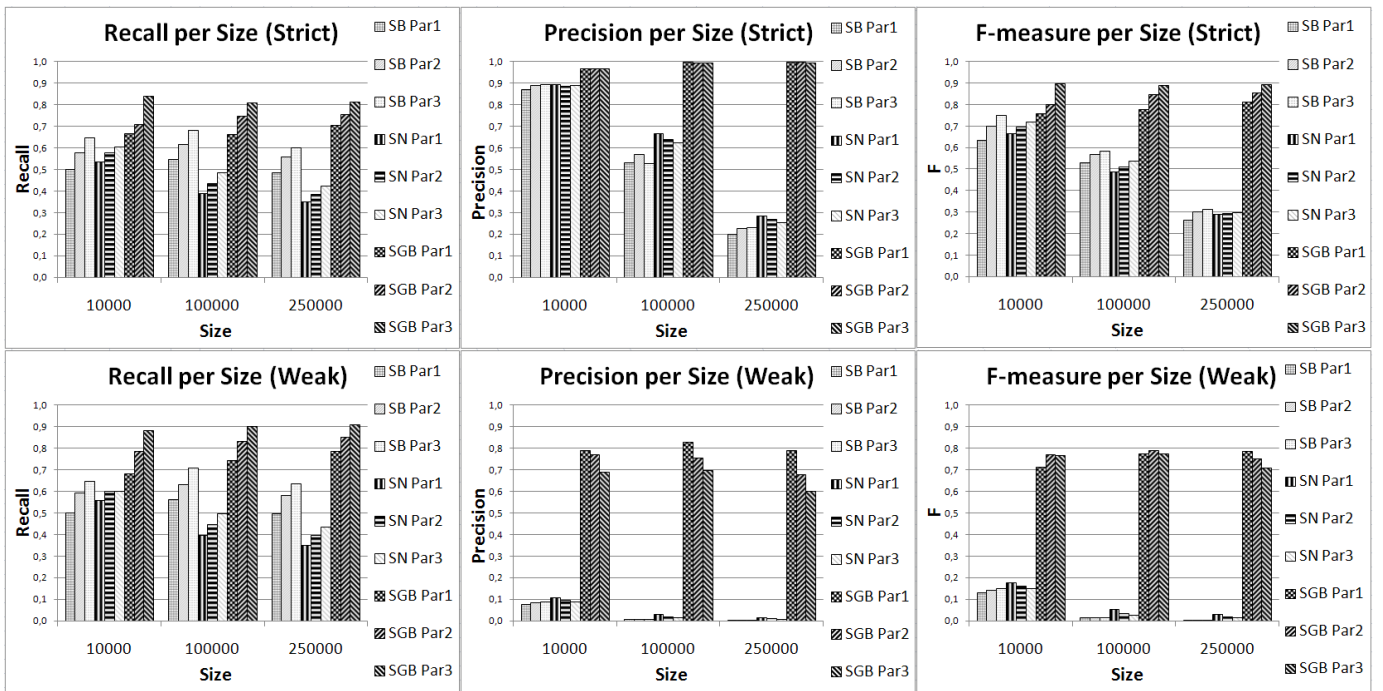 Recall per Size (Strict)
Recall
1,0
0,9
0,8
0,7
0,6
0,5
0,4
0,3
0,2
0,1
0,0
10000 100000 250000
Size
SB Par1
SB Par2
SB Par3
SN Par1
SN Par2
SN Par3
SGB Par1
SGB Par2
SGB Par3
Precision per Size (Strict)
Precision
1,0
0,9
0,8
0,7
0,6
0,5
0,4
0,3
0,2
0,1
0,0
10000 100000 250000
Size
SB Par1
SB Par2
SB Par3
SN Par1
SN Par2
SN Par3
SGB Par1
SGB Par2
SGB Par3
F-measure per Size (Strict)
F
1,0
0,9
0,8
0,7
0,6
0,5
0,4
0,3
0,2
0,1
0,0
10000 100000 250000
Size
SB Par1
SB Par2
SB Par3
SN Par1
SN Par2
SN Par3
SGB Par1
SGB Par2
SGB Par3
Recall per Size (Weak)
Recall
1,0
0,9
0,8
0,7
0,6
0,5
0,4
0,3
0,2
0,1
0,0
10000 100000 250000
Size
SB Par1
SB Par2
SB Par3
SN Par1
SN Par2
SN Par3
SGB Par1
SGB Par2
SGB Par3
Precision per Size (Weak)
Precision
1,0
0,9
0,8
0,7
0,6
0,5
0,4
0,3
0,2
0,1
0,0
10000 100000 250000
Size
SB Par1
SB Par2
SB Par3
SN Par1
SN Par2
SN Par3
SGB Par1
SGB Par2
SGB Par3
F-measure per Size (Weak)
F
1,0
0,9
0,8
0,7
0,6
0,5
0,4
0,3
0,2
0,1
0,0
10000 100000 250000
Size
SB Par1
SB Par2
SB Par3
SN Par1
SN Par2
SN Par3
SGB Par1
SGB Par2
SGB Par3